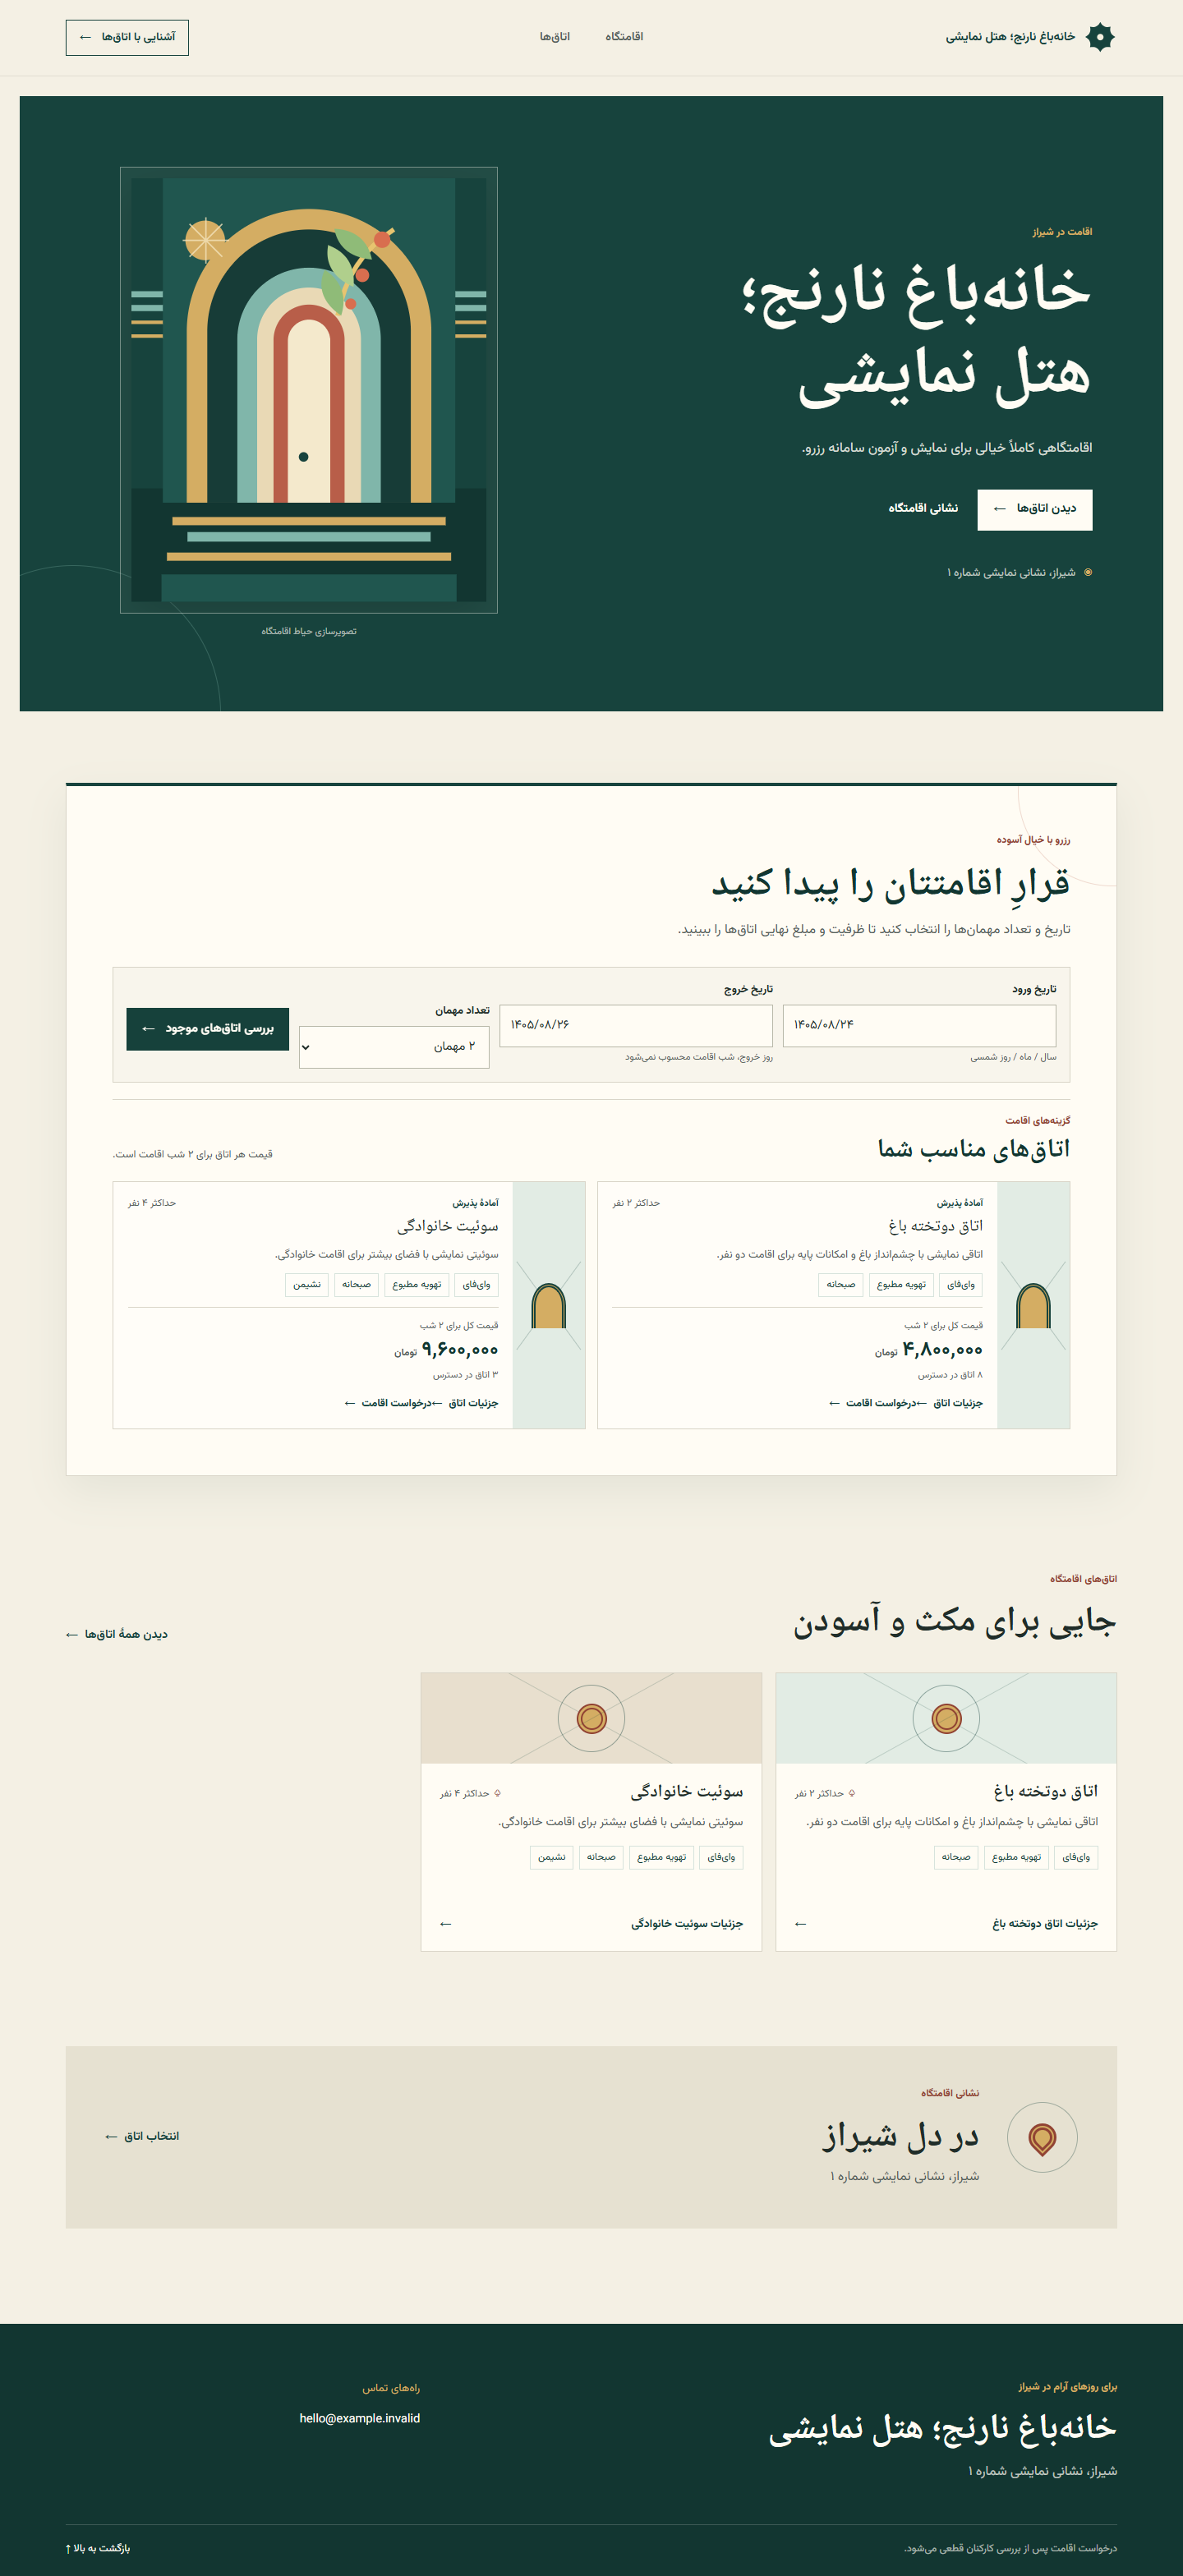 خانه‌باغ نارنج؛ هتل نمایشی
اقامتگاه
اتاق‌ها
آشنایی با اتاق‌ها ←
اقامت در شیراز
خانه‌باغ نارنج؛
هتل نمایشی
اقامتگاهی کاملاً خیالی برای نمایش و آزمون سامانه رزرو.
دیدن اتاق‌ها ←
نشانی اقامتگاه
شیراز، نشانی نمایشی شماره ۱
تصویرسازی حیاط اقامتگاه
رزرو با خیال آسوده
قرارِ اقامتتان را پیدا کنید
تاریخ و تعداد مهمان‌ها را انتخاب کنید تا ظرفیت و مبلغ نهایی اتاق‌ها را ببینید.
تاریخ ورود
۱۴۰۵/۰۸/۲۴
سال / ماه / روز شمسی
تاریخ خروج
۱۴۰۵/۰۸/۲۶
روز خروج، شب اقامت محسوب نمی‌شود
تعداد مهمان
۲ مهمان
بررسی اتاق‌های موجود ←
گزینه‌های اقامت
اتاق‌های مناسب شما
قیمت هر اتاق برای ۲ شب اقامت است.
آمادهٔ پذیرش
حداکثر ۲ نفر
اتاق دوتخته باغ
اتاقی نمایشی با چشم‌انداز باغ و امکانات پایه برای اقامت دو نفر.
وای‌فای
تهویه مطبوع
صبحانه
قیمت کل برای ۲ شب
۴,۸۰۰,۰۰۰ تومان
۸ اتاق در دسترس
جزئیات اتاق ←درخواست اقامت ←
آمادهٔ پذیرش
حداکثر ۴ نفر
سوئیت خانوادگی
سوئیتی نمایشی با فضای بیشتر برای اقامت خانوادگی.
وای‌فای
تهویه مطبوع
صبحانه
نشیمن
قیمت کل برای ۲ شب
۹,۶۰۰,۰۰۰ تومان
۳ اتاق در دسترس
جزئیات اتاق ←درخواست اقامت ←
اتاق‌های اقامتگاه
جایی برای مکث و آسودن
دیدن همهٔ اتاق‌ها ←
اتاق دوتخته باغ
حداکثر ۲ نفر
اتاقی نمایشی با چشم‌انداز باغ و امکانات پایه برای اقامت دو نفر.
وای‌فای
تهویه مطبوع
صبحانه
جزئیات اتاق دوتخته باغ ←
سوئیت خانوادگی
حداکثر ۴ نفر
سوئیتی نمایشی با فضای بیشتر برای اقامت خانوادگی.
وای‌فای
تهویه مطبوع
صبحانه
نشیمن
جزئیات سوئیت خانوادگی ←
نشانی اقامتگاه
در دل شیراز
شیراز، نشانی نمایشی شماره ۱
انتخاب اتاق ←
برای روزهای آرام در شیراز
خانه‌باغ نارنج؛ هتل نمایشی
شیراز، نشانی نمایشی شماره ۱
راه‌های تماس
hello@example.invalid
درخواست اقامت پس از بررسی کارکنان قطعی می‌شود.
بازگشت به بالا ↑